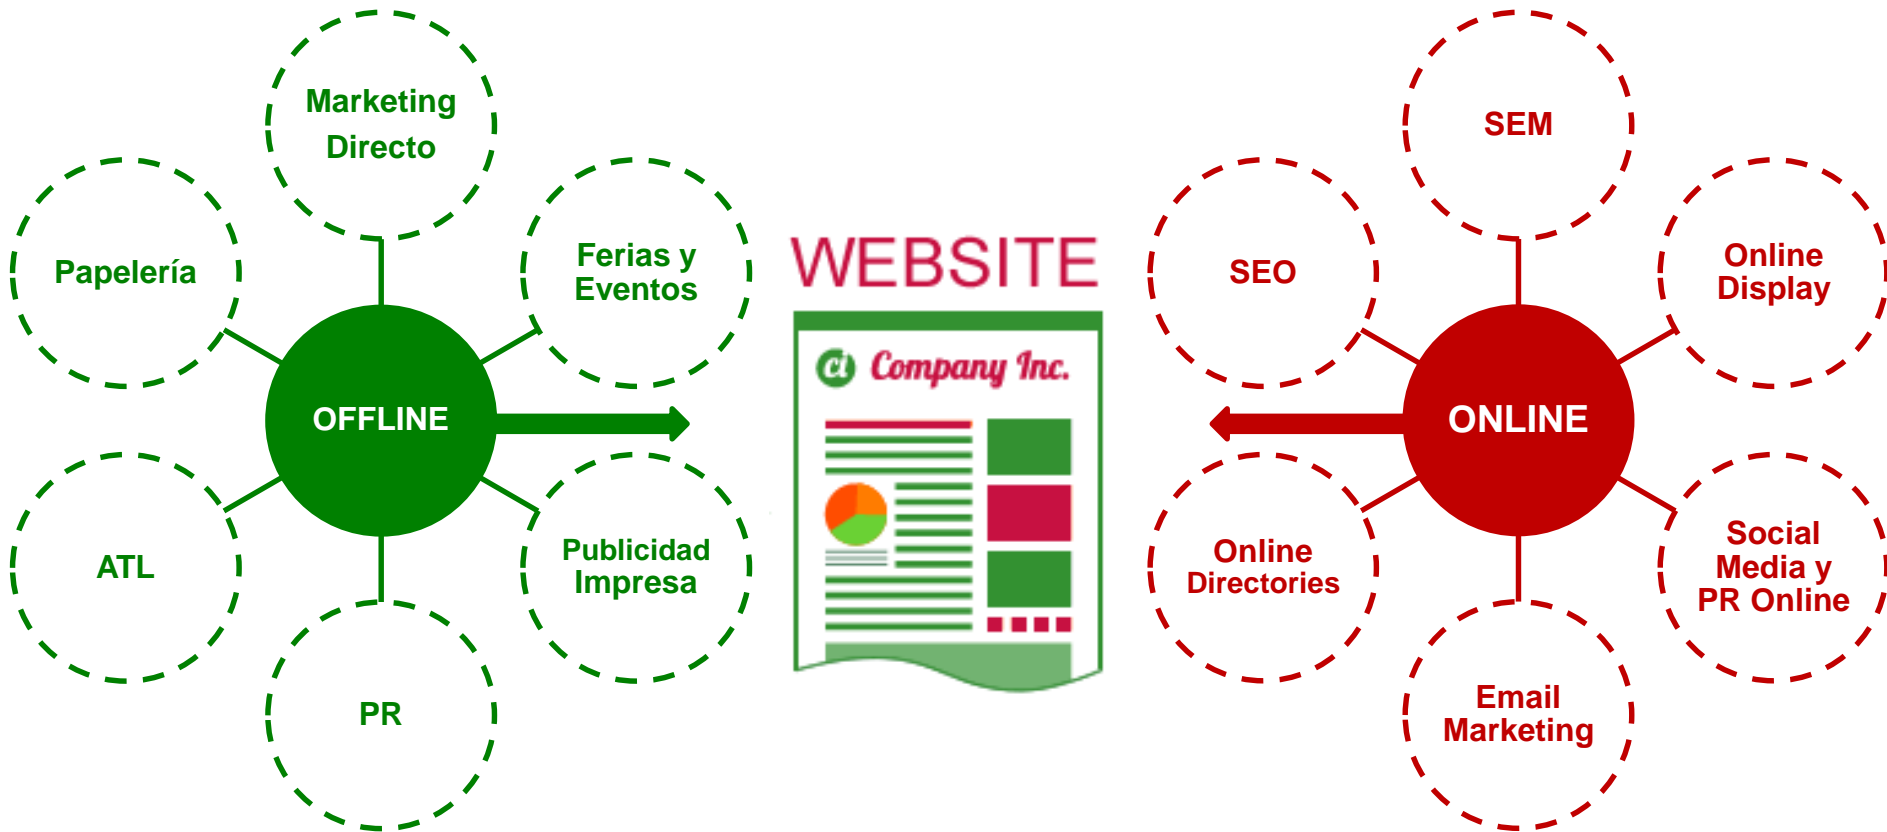 Marketing
Directo
Papelería
Ferias y
Eventos
OFFLINE
ATL
Publicidad
Impresa
PR
WEBSITE
ci Company Inc.
SEM
SEO
Online
Display
ONLINE
Online
Directories
Social
Media y
PR Online
Email
Marketing